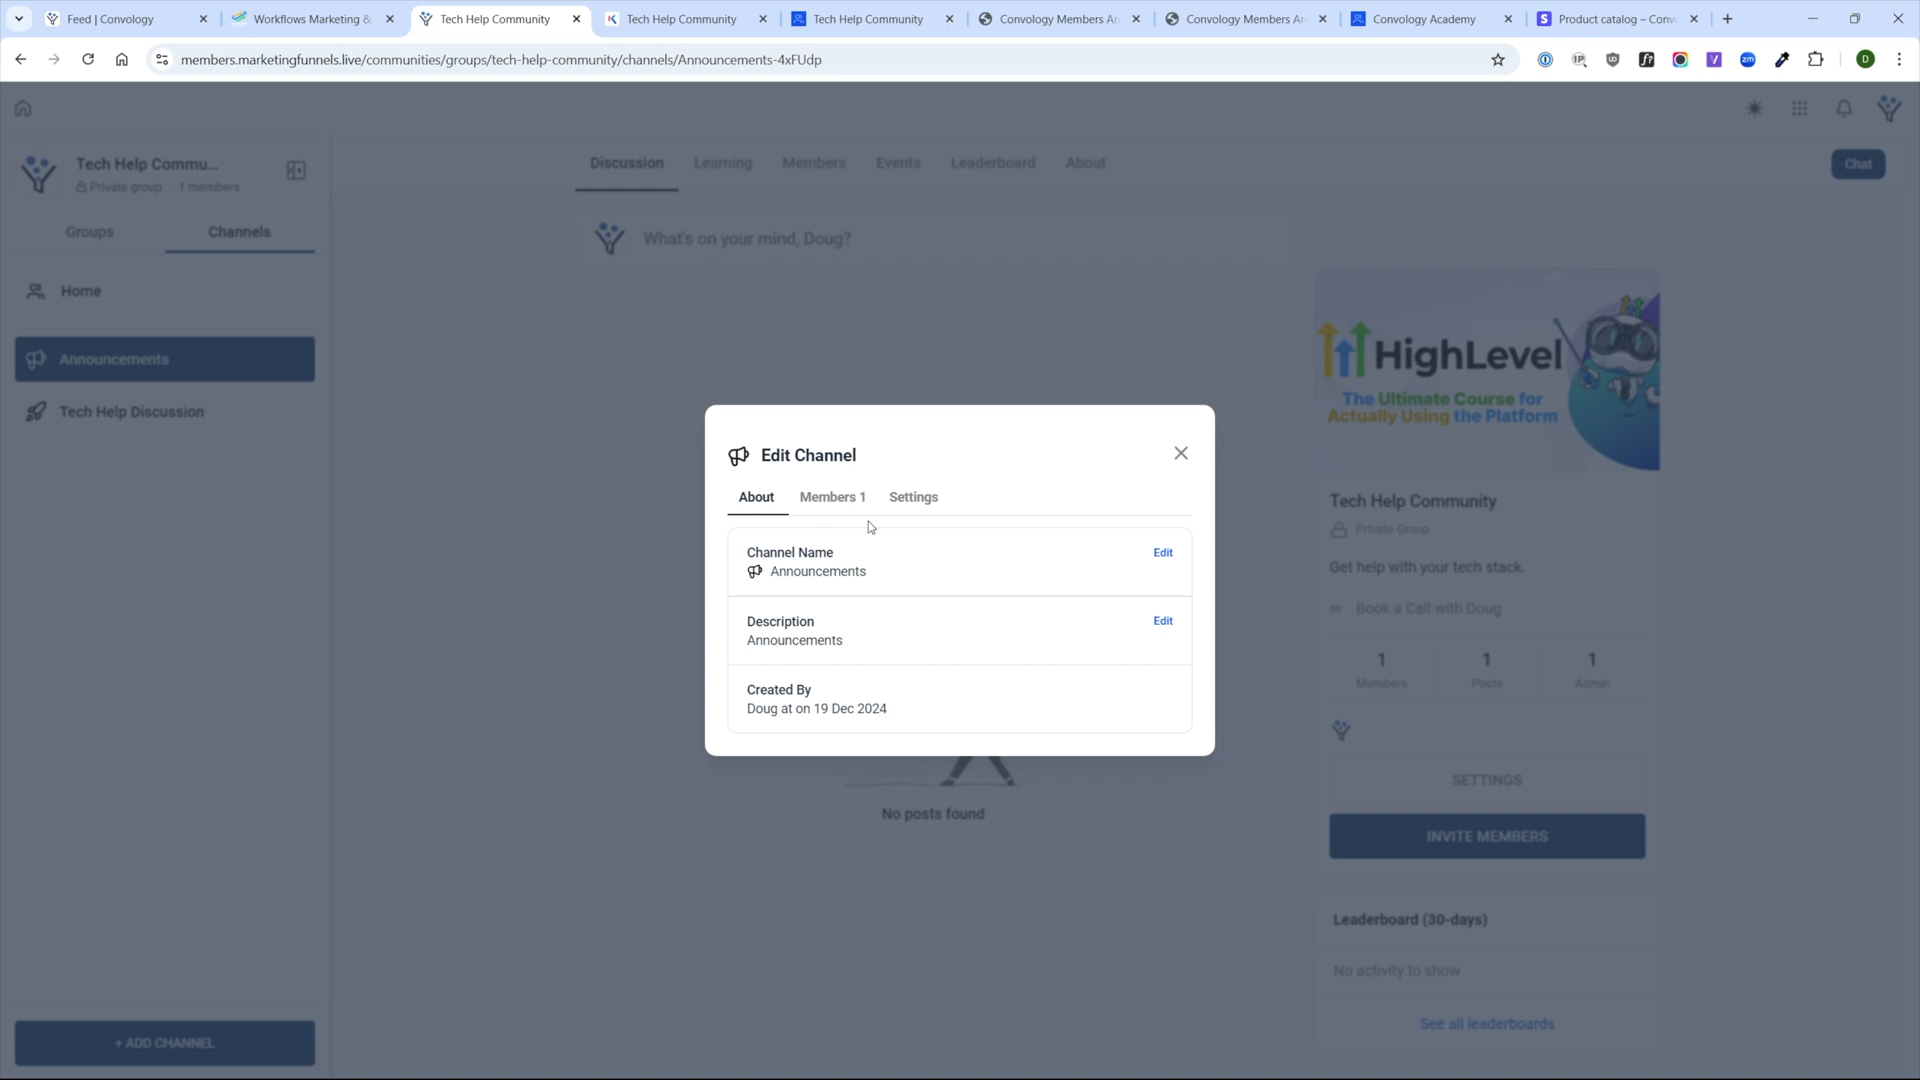 Feed | Convology
Workflows Marketing &
Tech Help Community
Tech Help Community
Tech Help Community
Convology Members Ar
Convology Members Ar
Convology Academy
Product catalog – Conv
members.marketingfunnels.live/communities/groups/tech-help-community/channels/Announcements-4xFUdp
Tech Help Commu...
Private group · 1 members
Discussion
Learning
Members
Events
Leaderboard
About
Chat
Groups
Channels
What's on your mind, Doug?
Home
Announcements
Tech Help Discussion
+ ADD CHANNEL
Edit Channel
About
Members 1
Settings
Channel Name
Edit
Announcements
Description
Edit
Announcements
Created By
Doug at on 19 Dec 2024
No posts found
HighLevel
The Ultimate Course for
Actually Using the Platform
Tech Help Community
Private Group
Get help with your tech stack.
Book a Call with Doug
1 1 1
Members Posts Admin
SETTINGS
INVITE MEMBERS
Leaderboard (30-days)
No activity to show
See all leaderboards